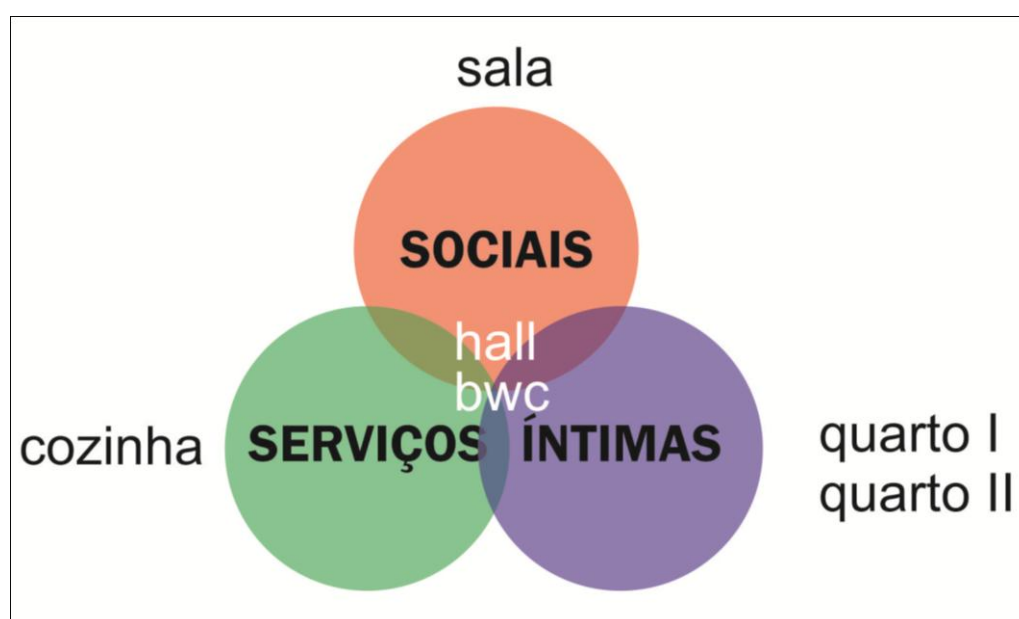 sala
SOCIAIS
hall
bwc
cozinha
SERVIÇOS
ÍNTIMAS
quarto I
quarto II